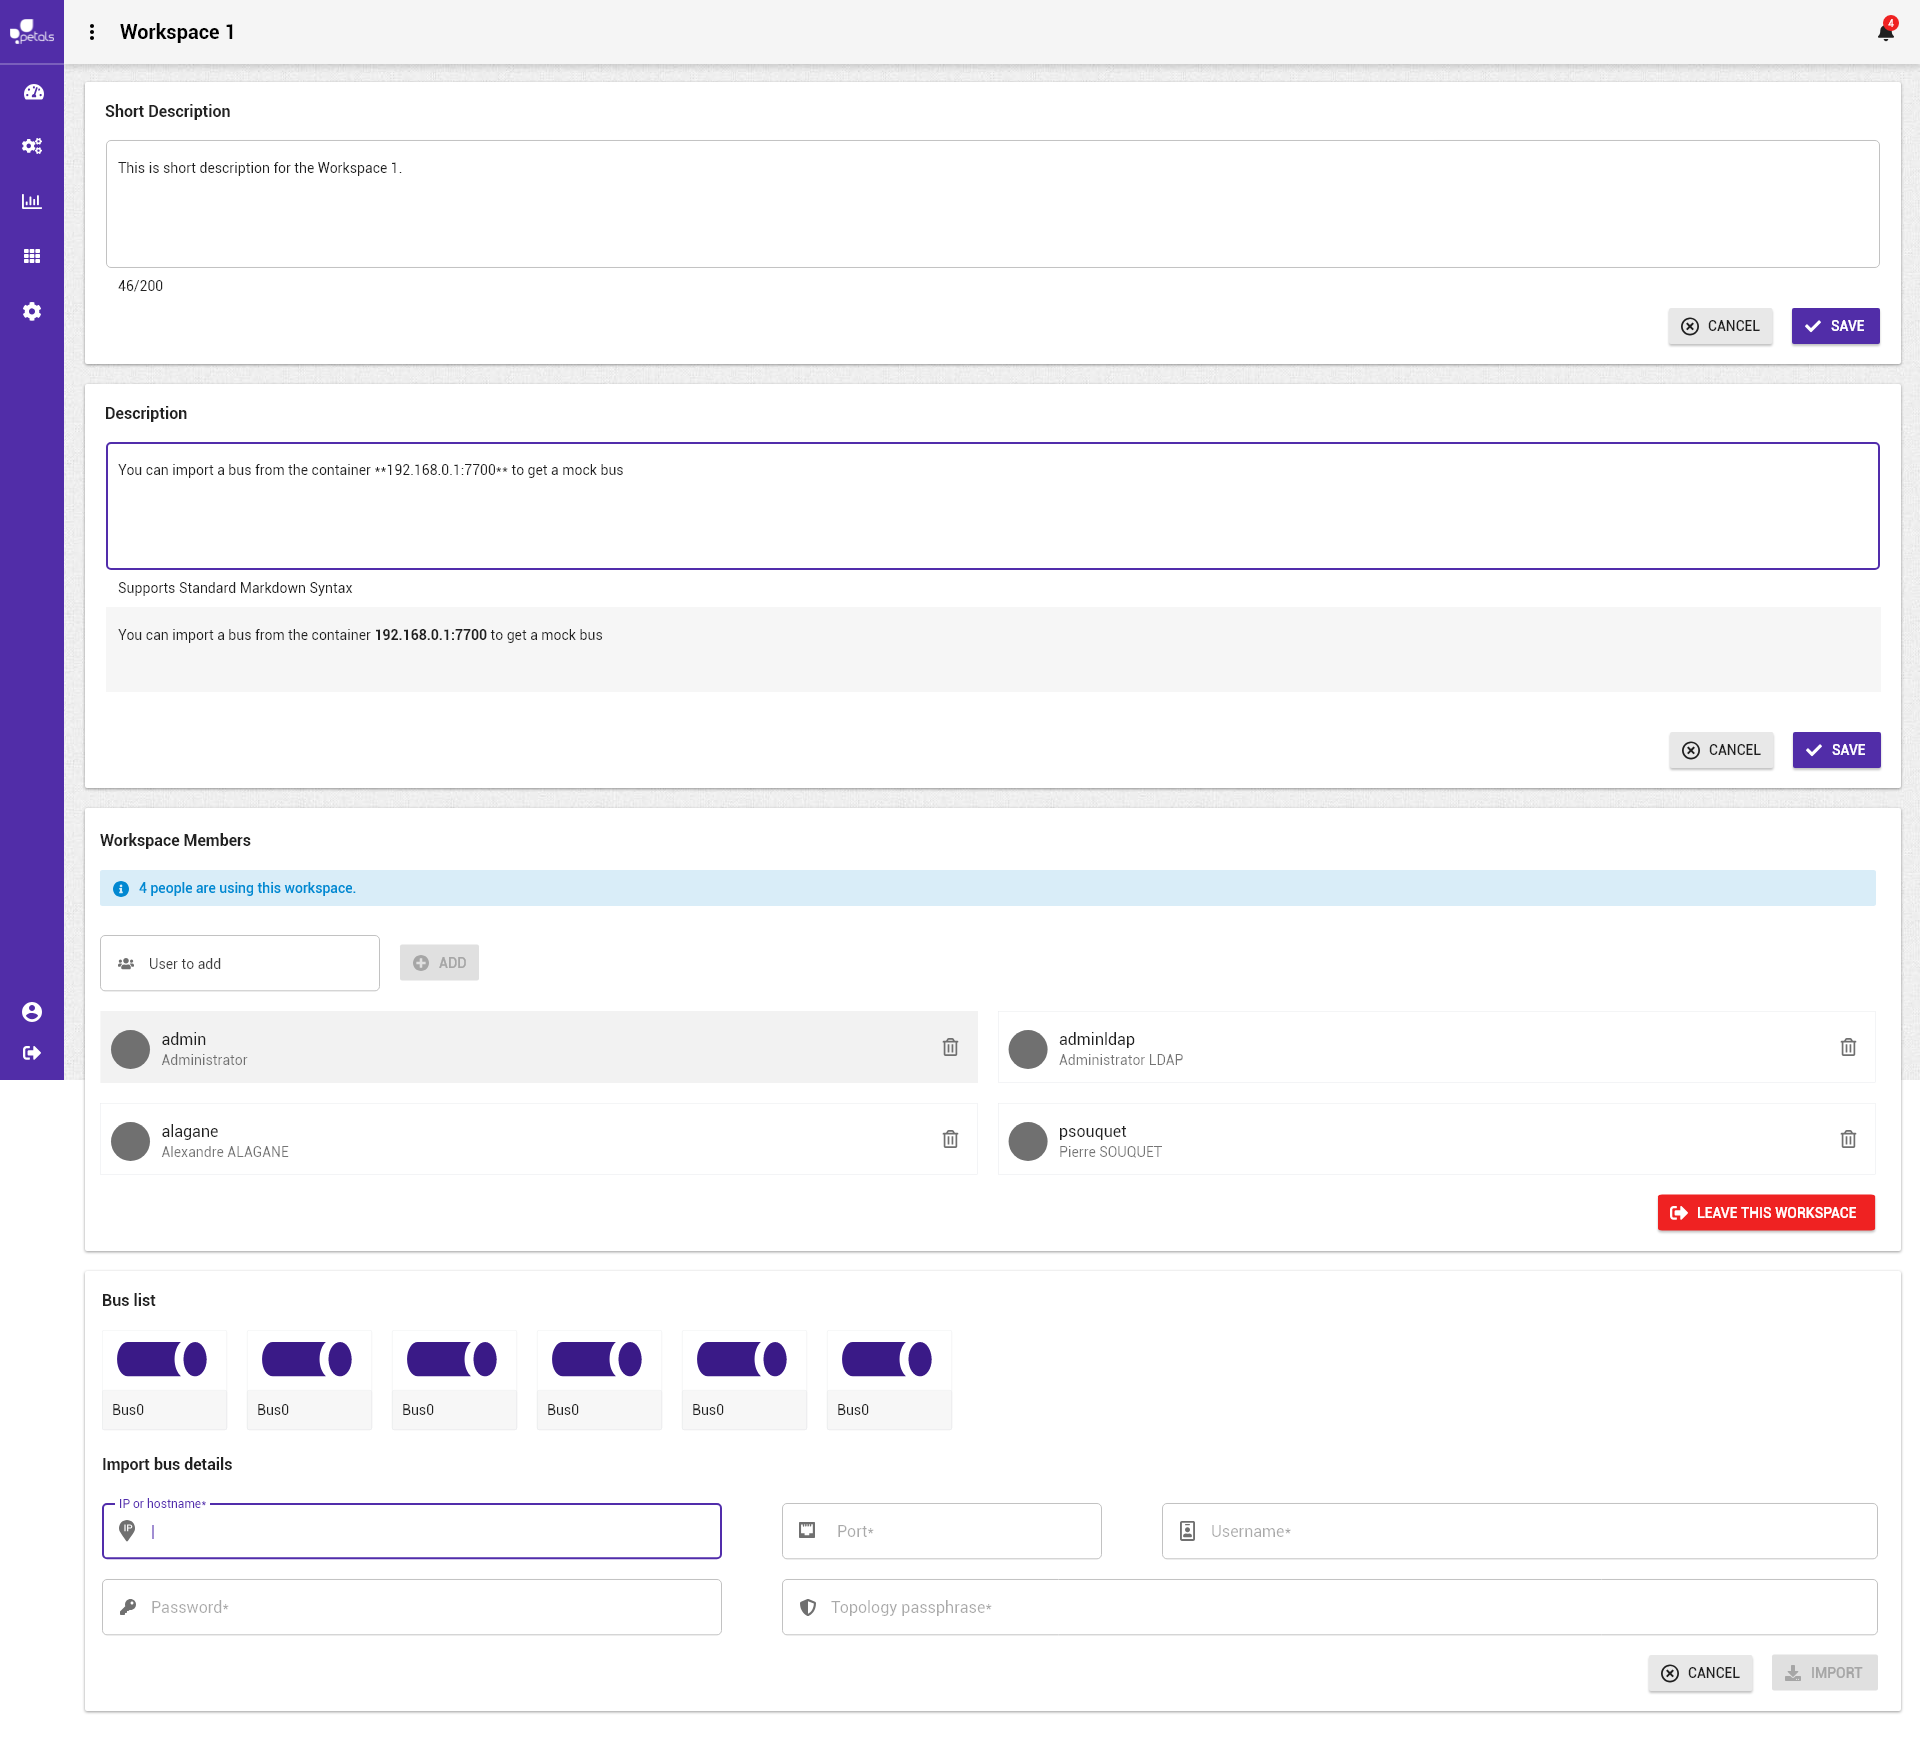 petals
Workspace 1
4
Short Description
This is short description for the Workspace 1.
46/200
CANCEL
SAVE
Description
You can import a bus from the container **192.168.0.1:7700** to get a mock bus
Supports Standard Markdown Syntax
You can import a bus from the container 192.168.0.1:7700 to get a mock bus
CANCEL
SAVE
Workspace Members
4 people are using this workspace.
User to add
ADD
admin
Administrator
adminldap
Administrator LDAP
alagane
Alexandre ALAGANE
psouquet
Pierre SOUQUET
LEAVE THIS WORKSPACE
Bus list
Bus0
Bus0
Bus0
Bus0
Bus0
Bus0
Import bus details
IP or hostname*
IP
Port*
Username*
Password*
Topology passphrase*
CANCEL
IMPORT